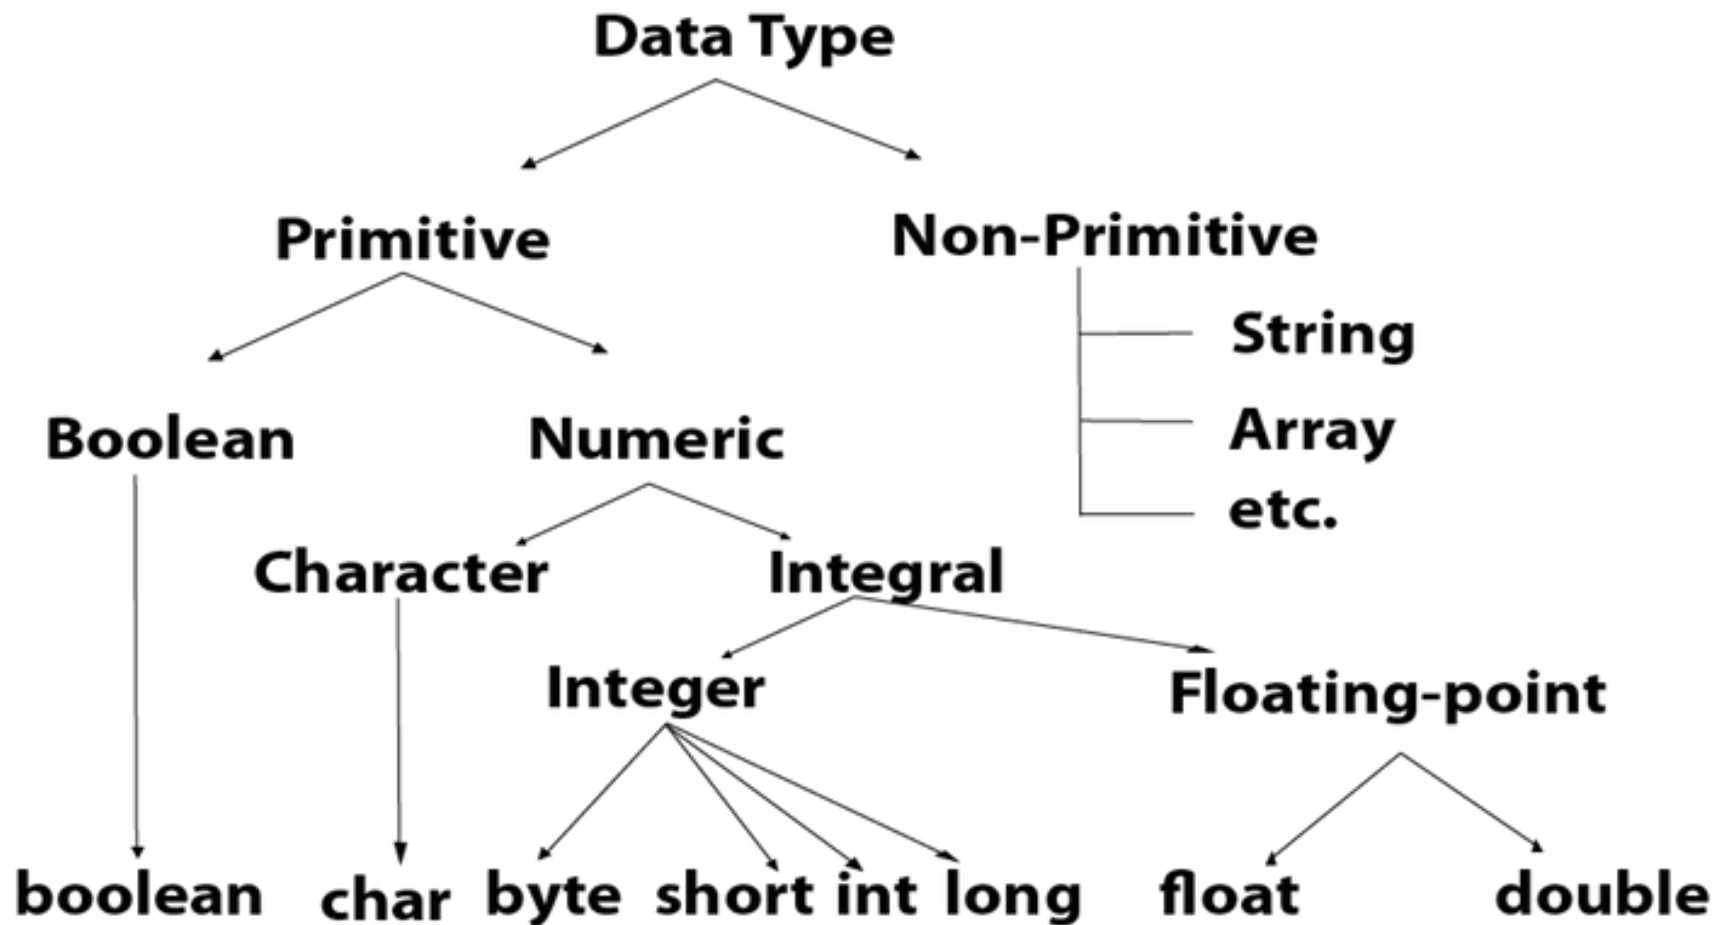 Data Type
Primitive
Non-Primitive
String
Array
etc.
Boolean
Numeric
Character
Integral
Integer
Floating-point
boolean
char
byte
short
int
long
float
double